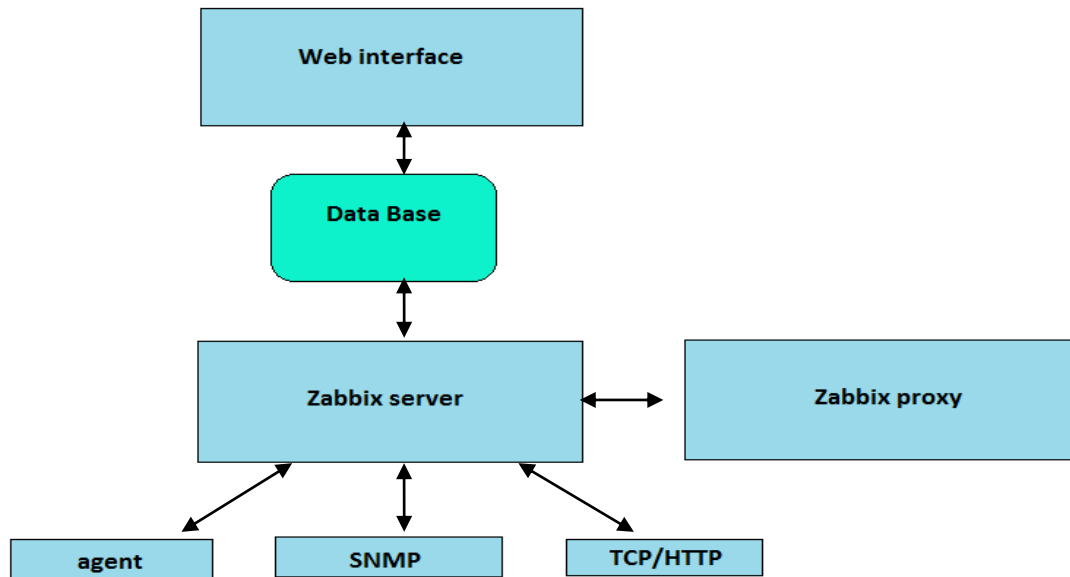 Web interface
Data Base
Zabbix server
Zabbix proxy
agent
SNMP
TCP/HTTP